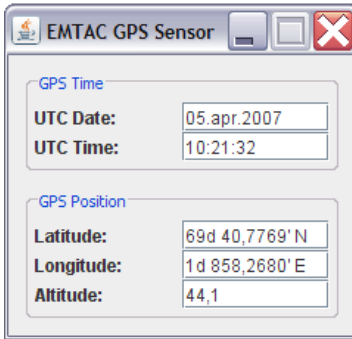 EMTAC GPS Sensor
GPS Time
UTC Date: 05.apr.2007
UTC Time: 10:21:32
GPS Position
Latitude: 69d 40,7769' N
Longitude: 1d 858,2680' E
Altitude: 44,1